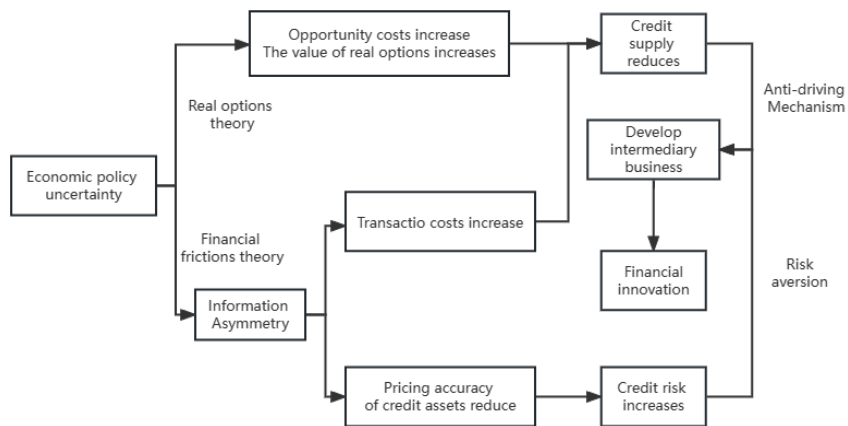 Opportunity costs increase
The value of real options increases
Credit
supply
reduces
Anti-driving
Mechanism
Real options
theory
Develop
intermediary
business
Economic policy
uncertainty
Transactio costs increase
Financial
frictions theory
Financial
innovation
Risk
aversion
Information
Asymmetry
Pricing accuracy
of credit assets reduce
Credit risk
increases